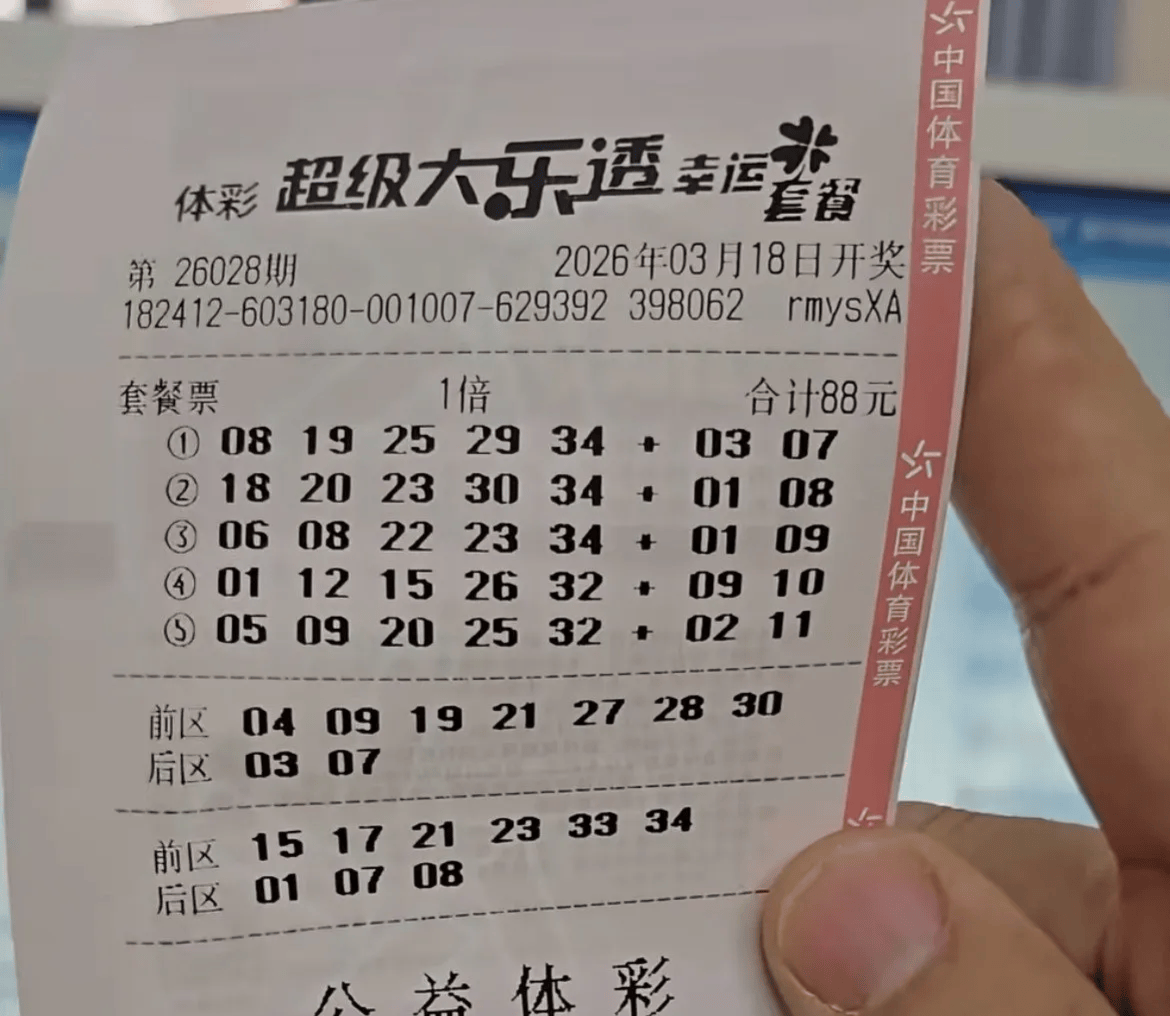 体彩 超级大乐透 幸运套餐
第 26028期 2026年03月18日开奖
182412-603180-001007-629392 398062 rmysXA
套餐票 1倍 合计88元
① 08 19 25 29 34 + 03 07
② 18 20 23 30 34 + 01 08
③ 06 08 22 23 34 + 01 09
④ 01 12 15 26 32 + 09 10
⑤ 05 09 20 25 32 + 02 11
前区 04 09 19 21 27 28 30
后区 03 07
前区 15 17 21 23 33 34
后区 01 07 08
公益体彩
中国体育彩票
中国体育彩票